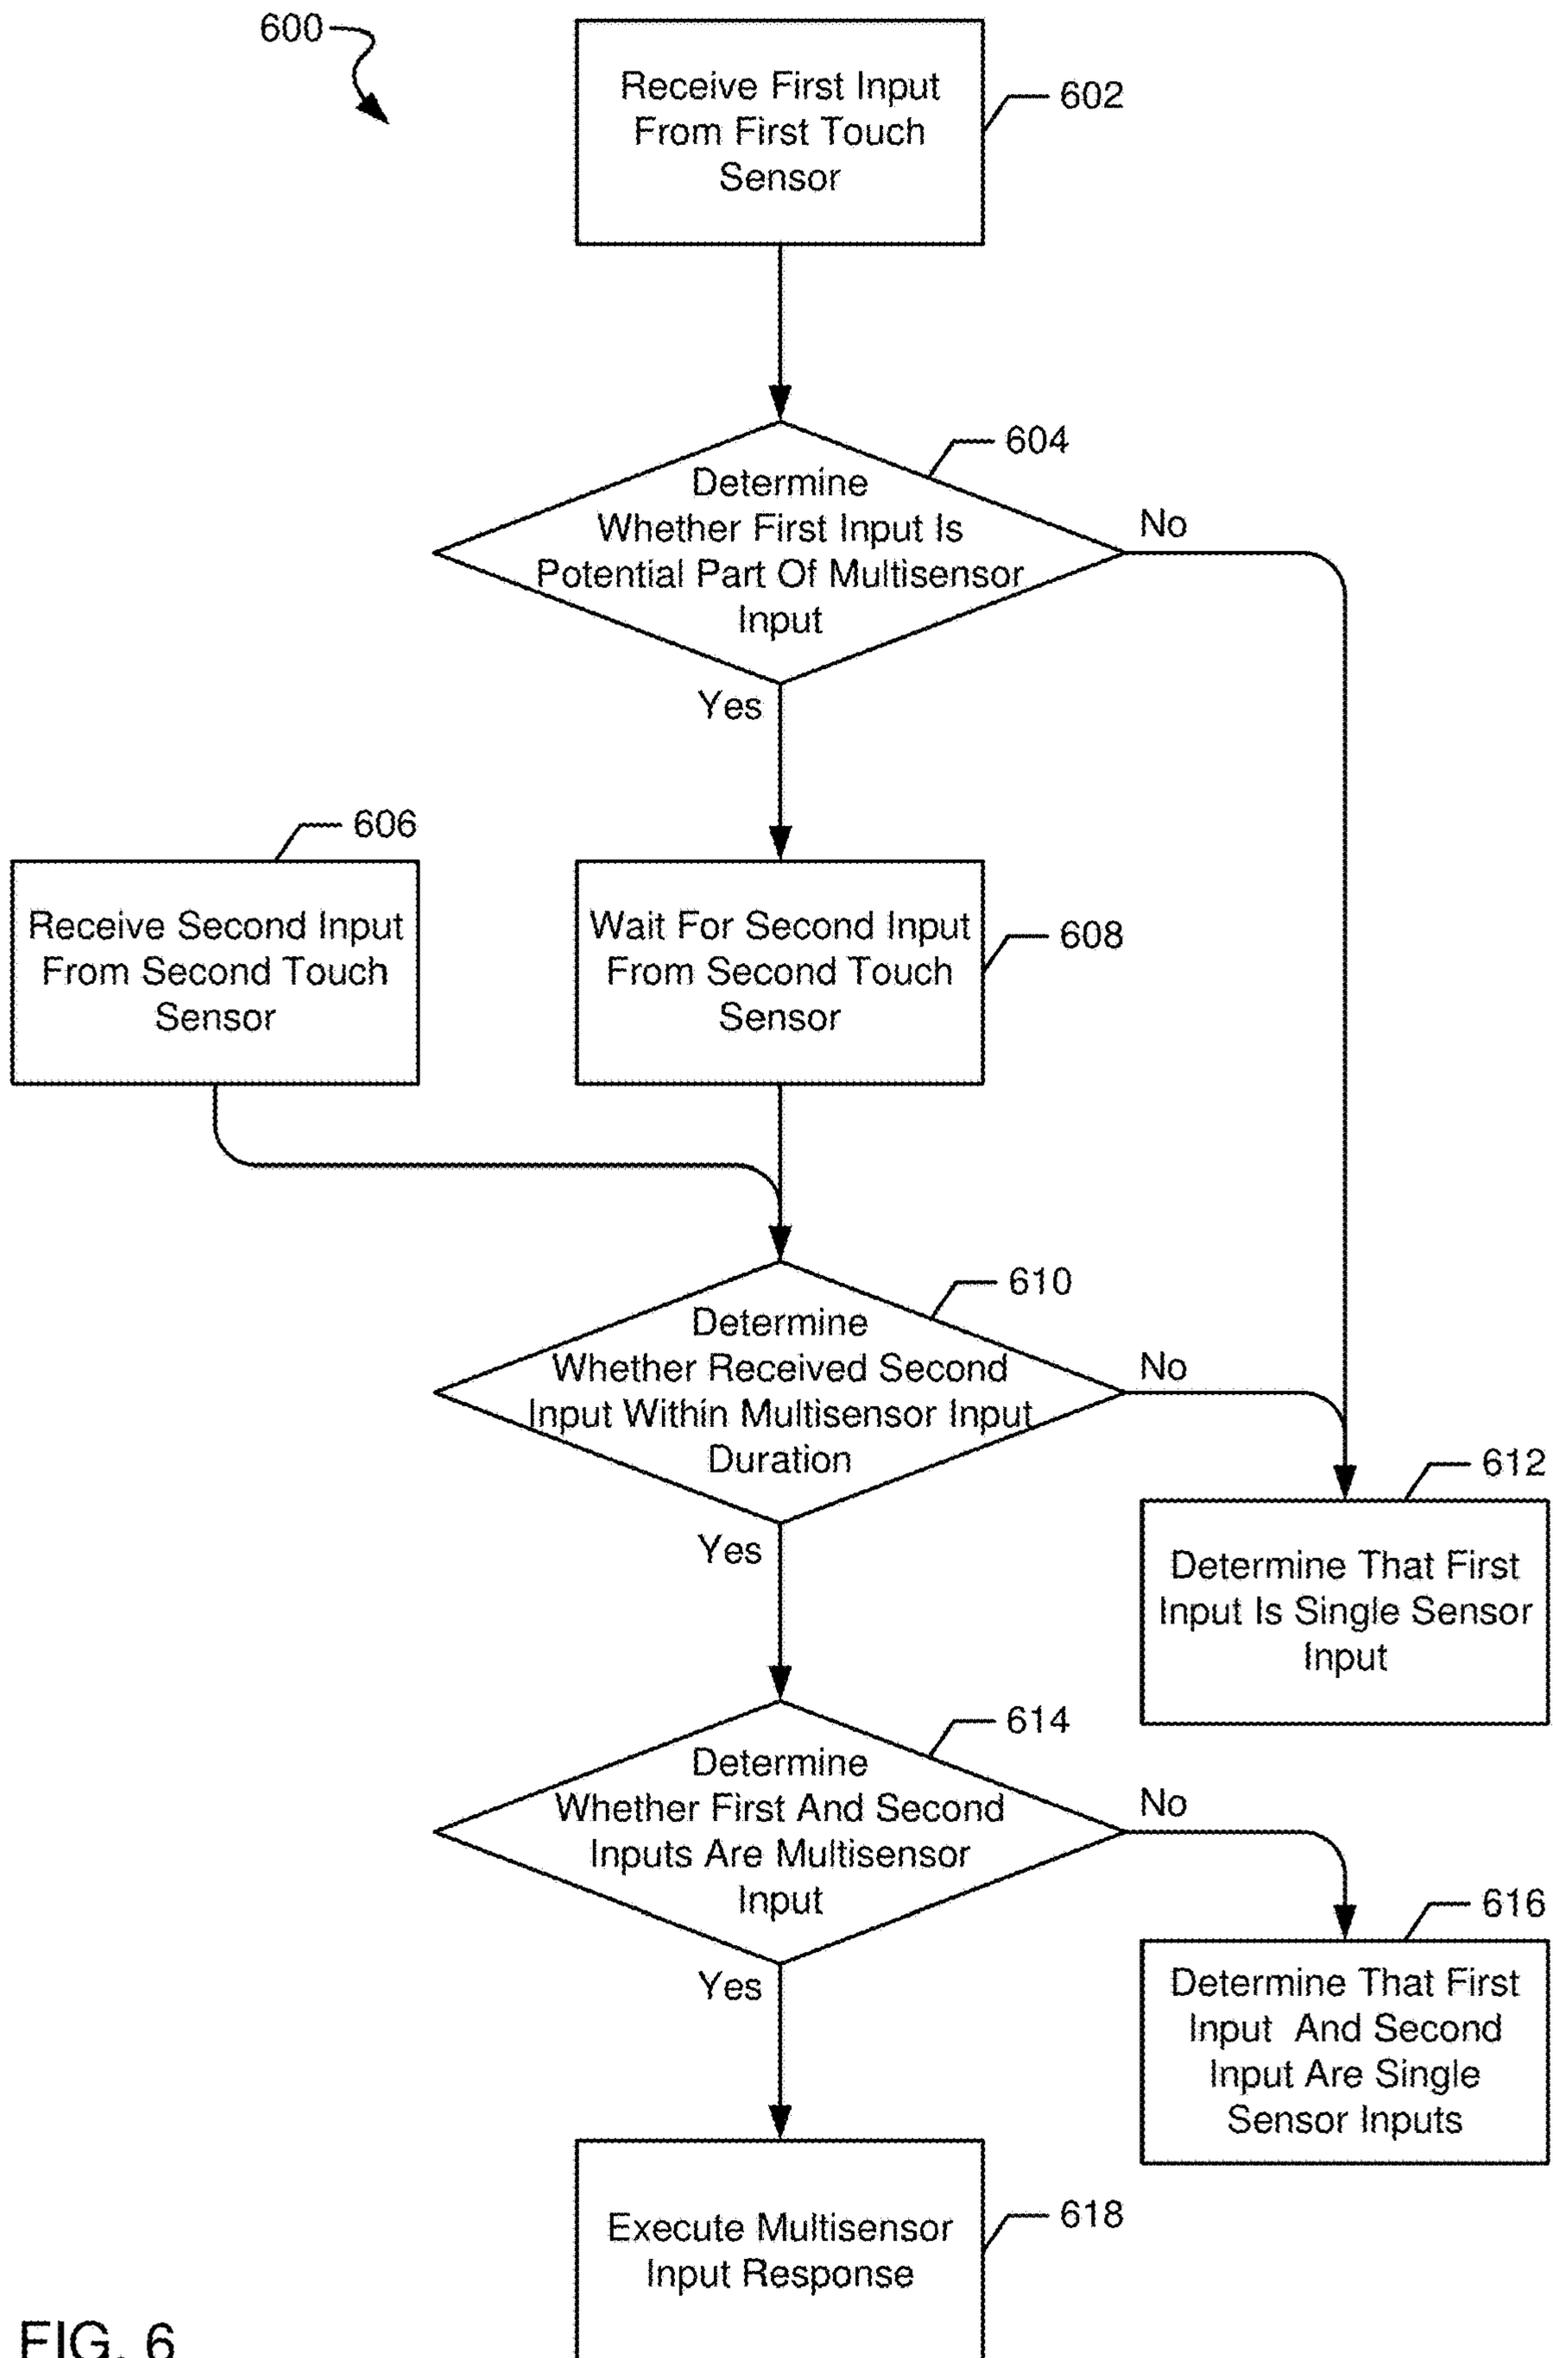 600
Receive First Input
From First Touch
Sensor
602
604
Determine
Whether First Input Is
Potential Part Of Multisensor
Input
No
Yes
606
Receive Second Input
From Second Touch
Sensor
Wait For Second Input
From Second Touch
Sensor
608
610
Determine
Whether Received Second
Input Within Multisensor Input
Duration
No
Yes
612
Determine That First
Input Is Single Sensor
Input
614
Determine
Whether First And Second
Inputs Are Multisensor
Input
No
Yes
616
Determine That First
Input And Second
Input Are Single
Sensor Inputs
Execute Multisensor
Input Response
618
FIG. 6